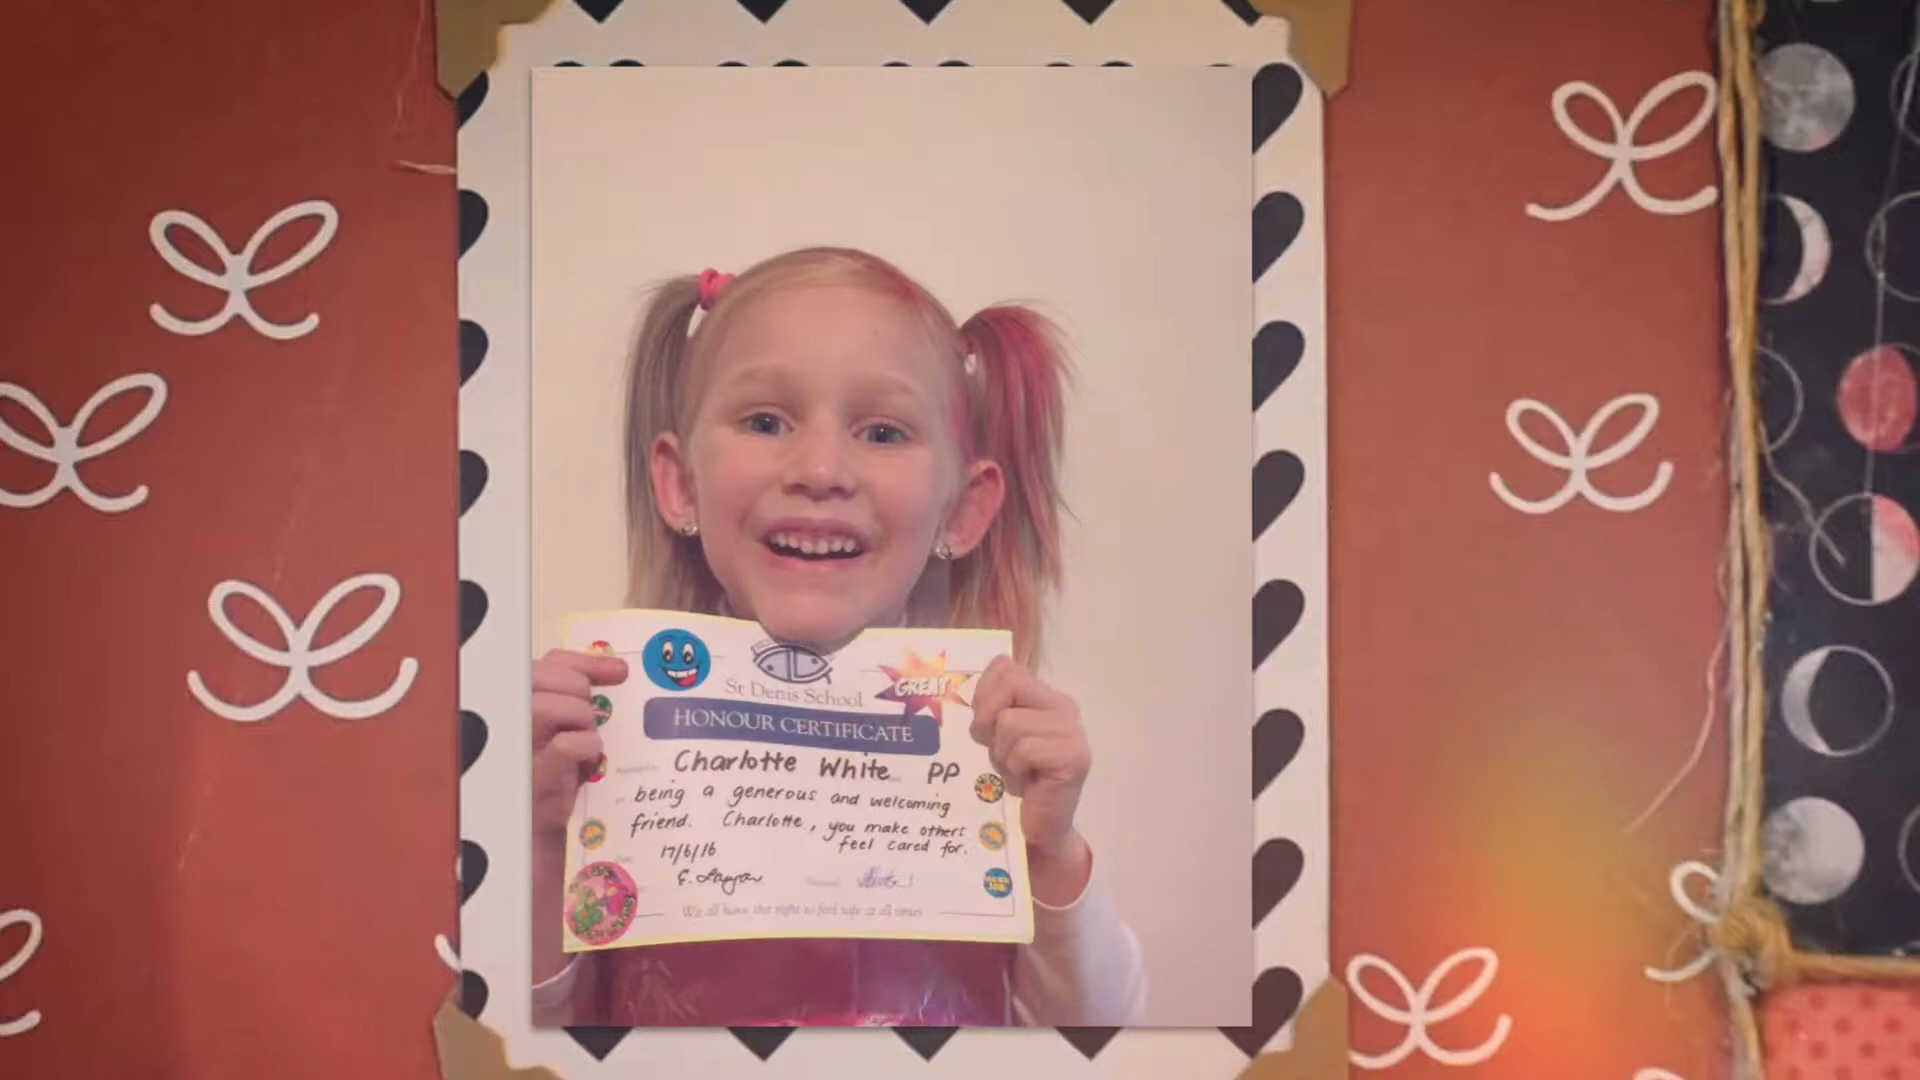 GREAT
St Denis School
HONOUR CERTIFICATE
Charlotte White PP
being a generous and welcoming
friend. Charlotte, you make others
feel cared for.
17/6/16
We all have the right to feel safe at all times